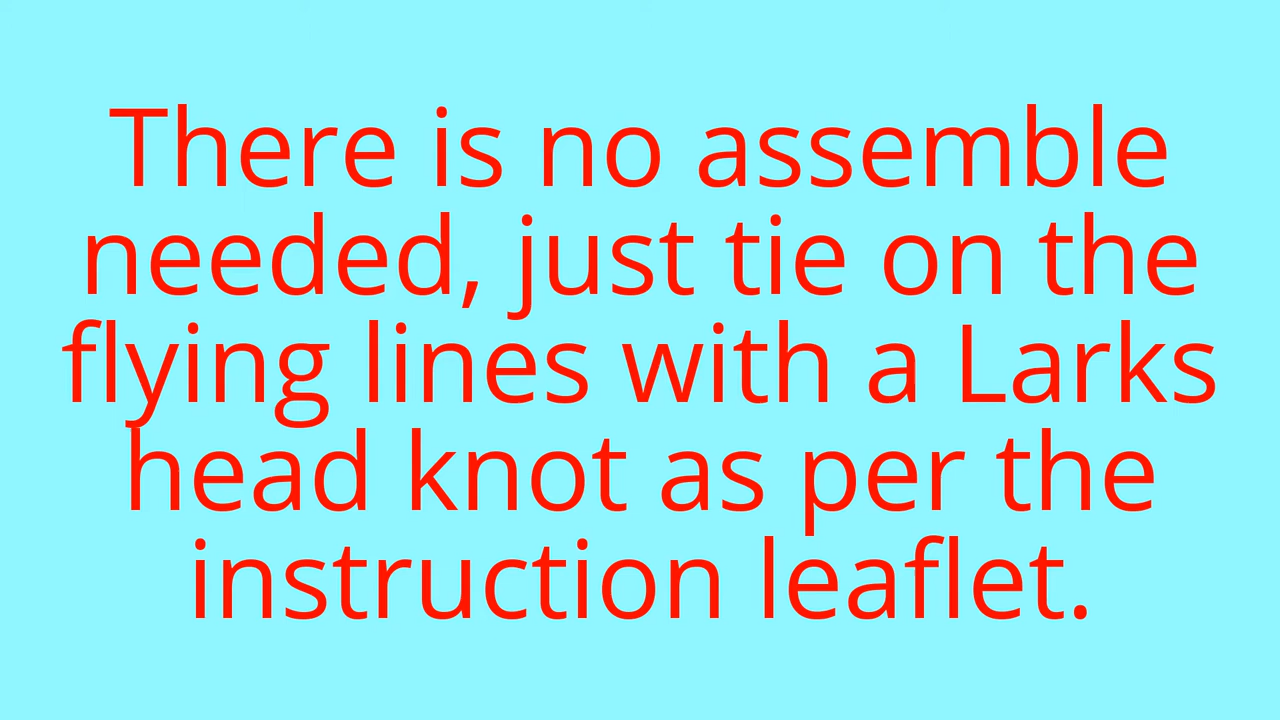 There is no assemble
needed, just tie on the
flying lines with a Larks
head knot as per the
instruction leaflet.